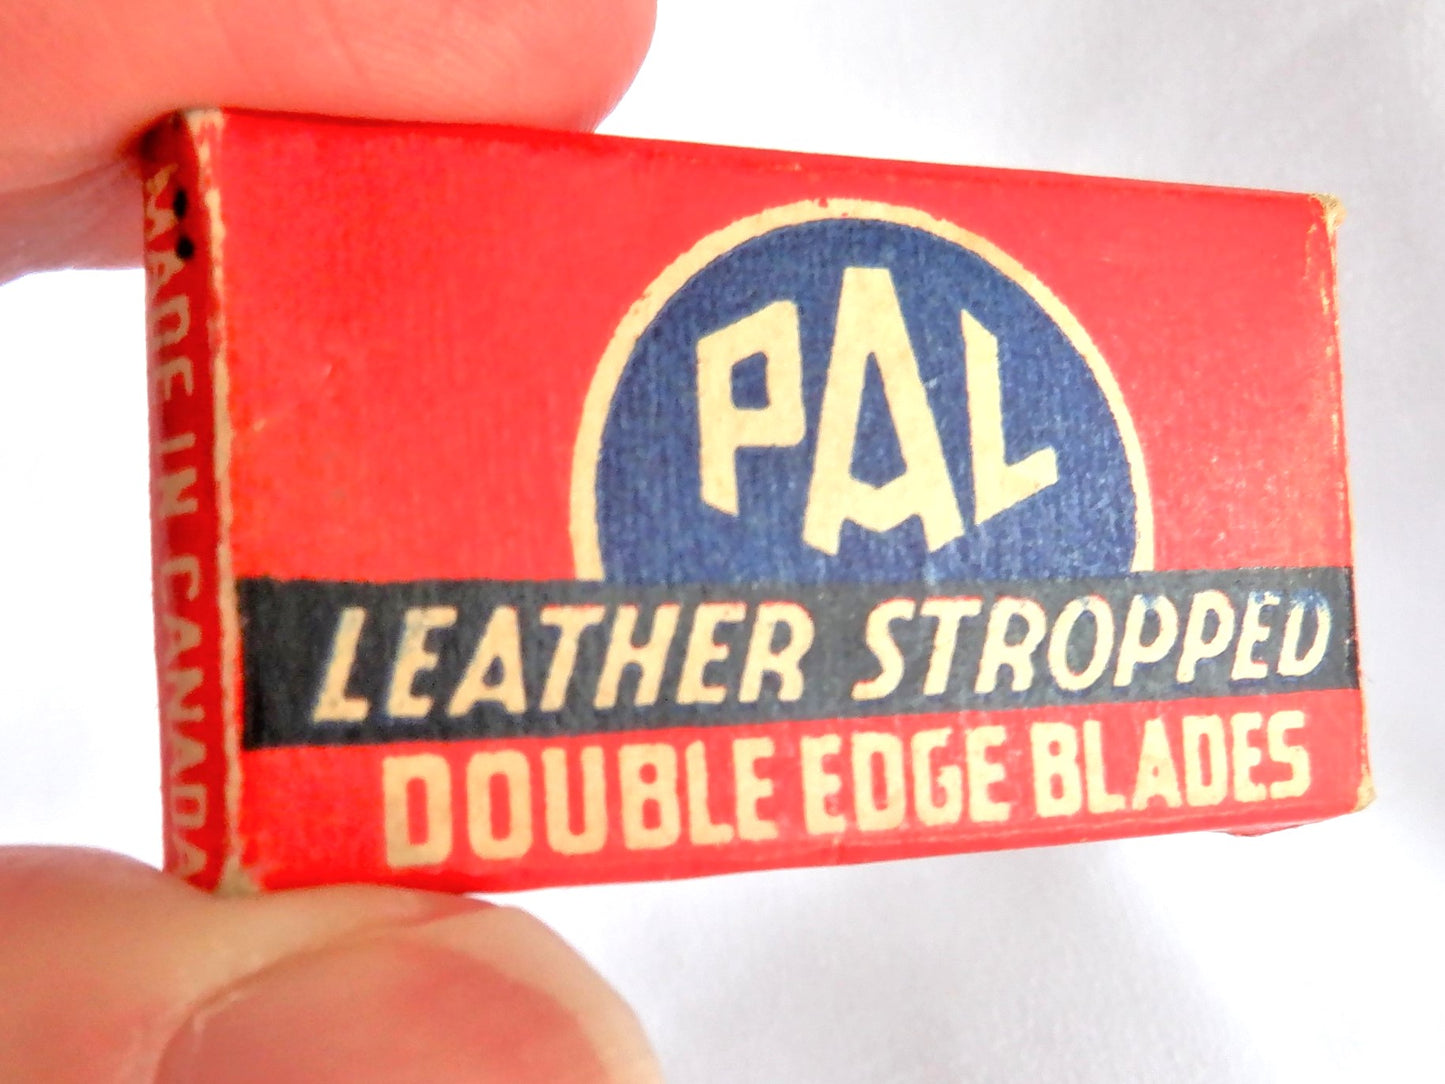 PAL
LEATHER STROPPED
DOUBLE EDGE BLADES
MADE IN CANADA